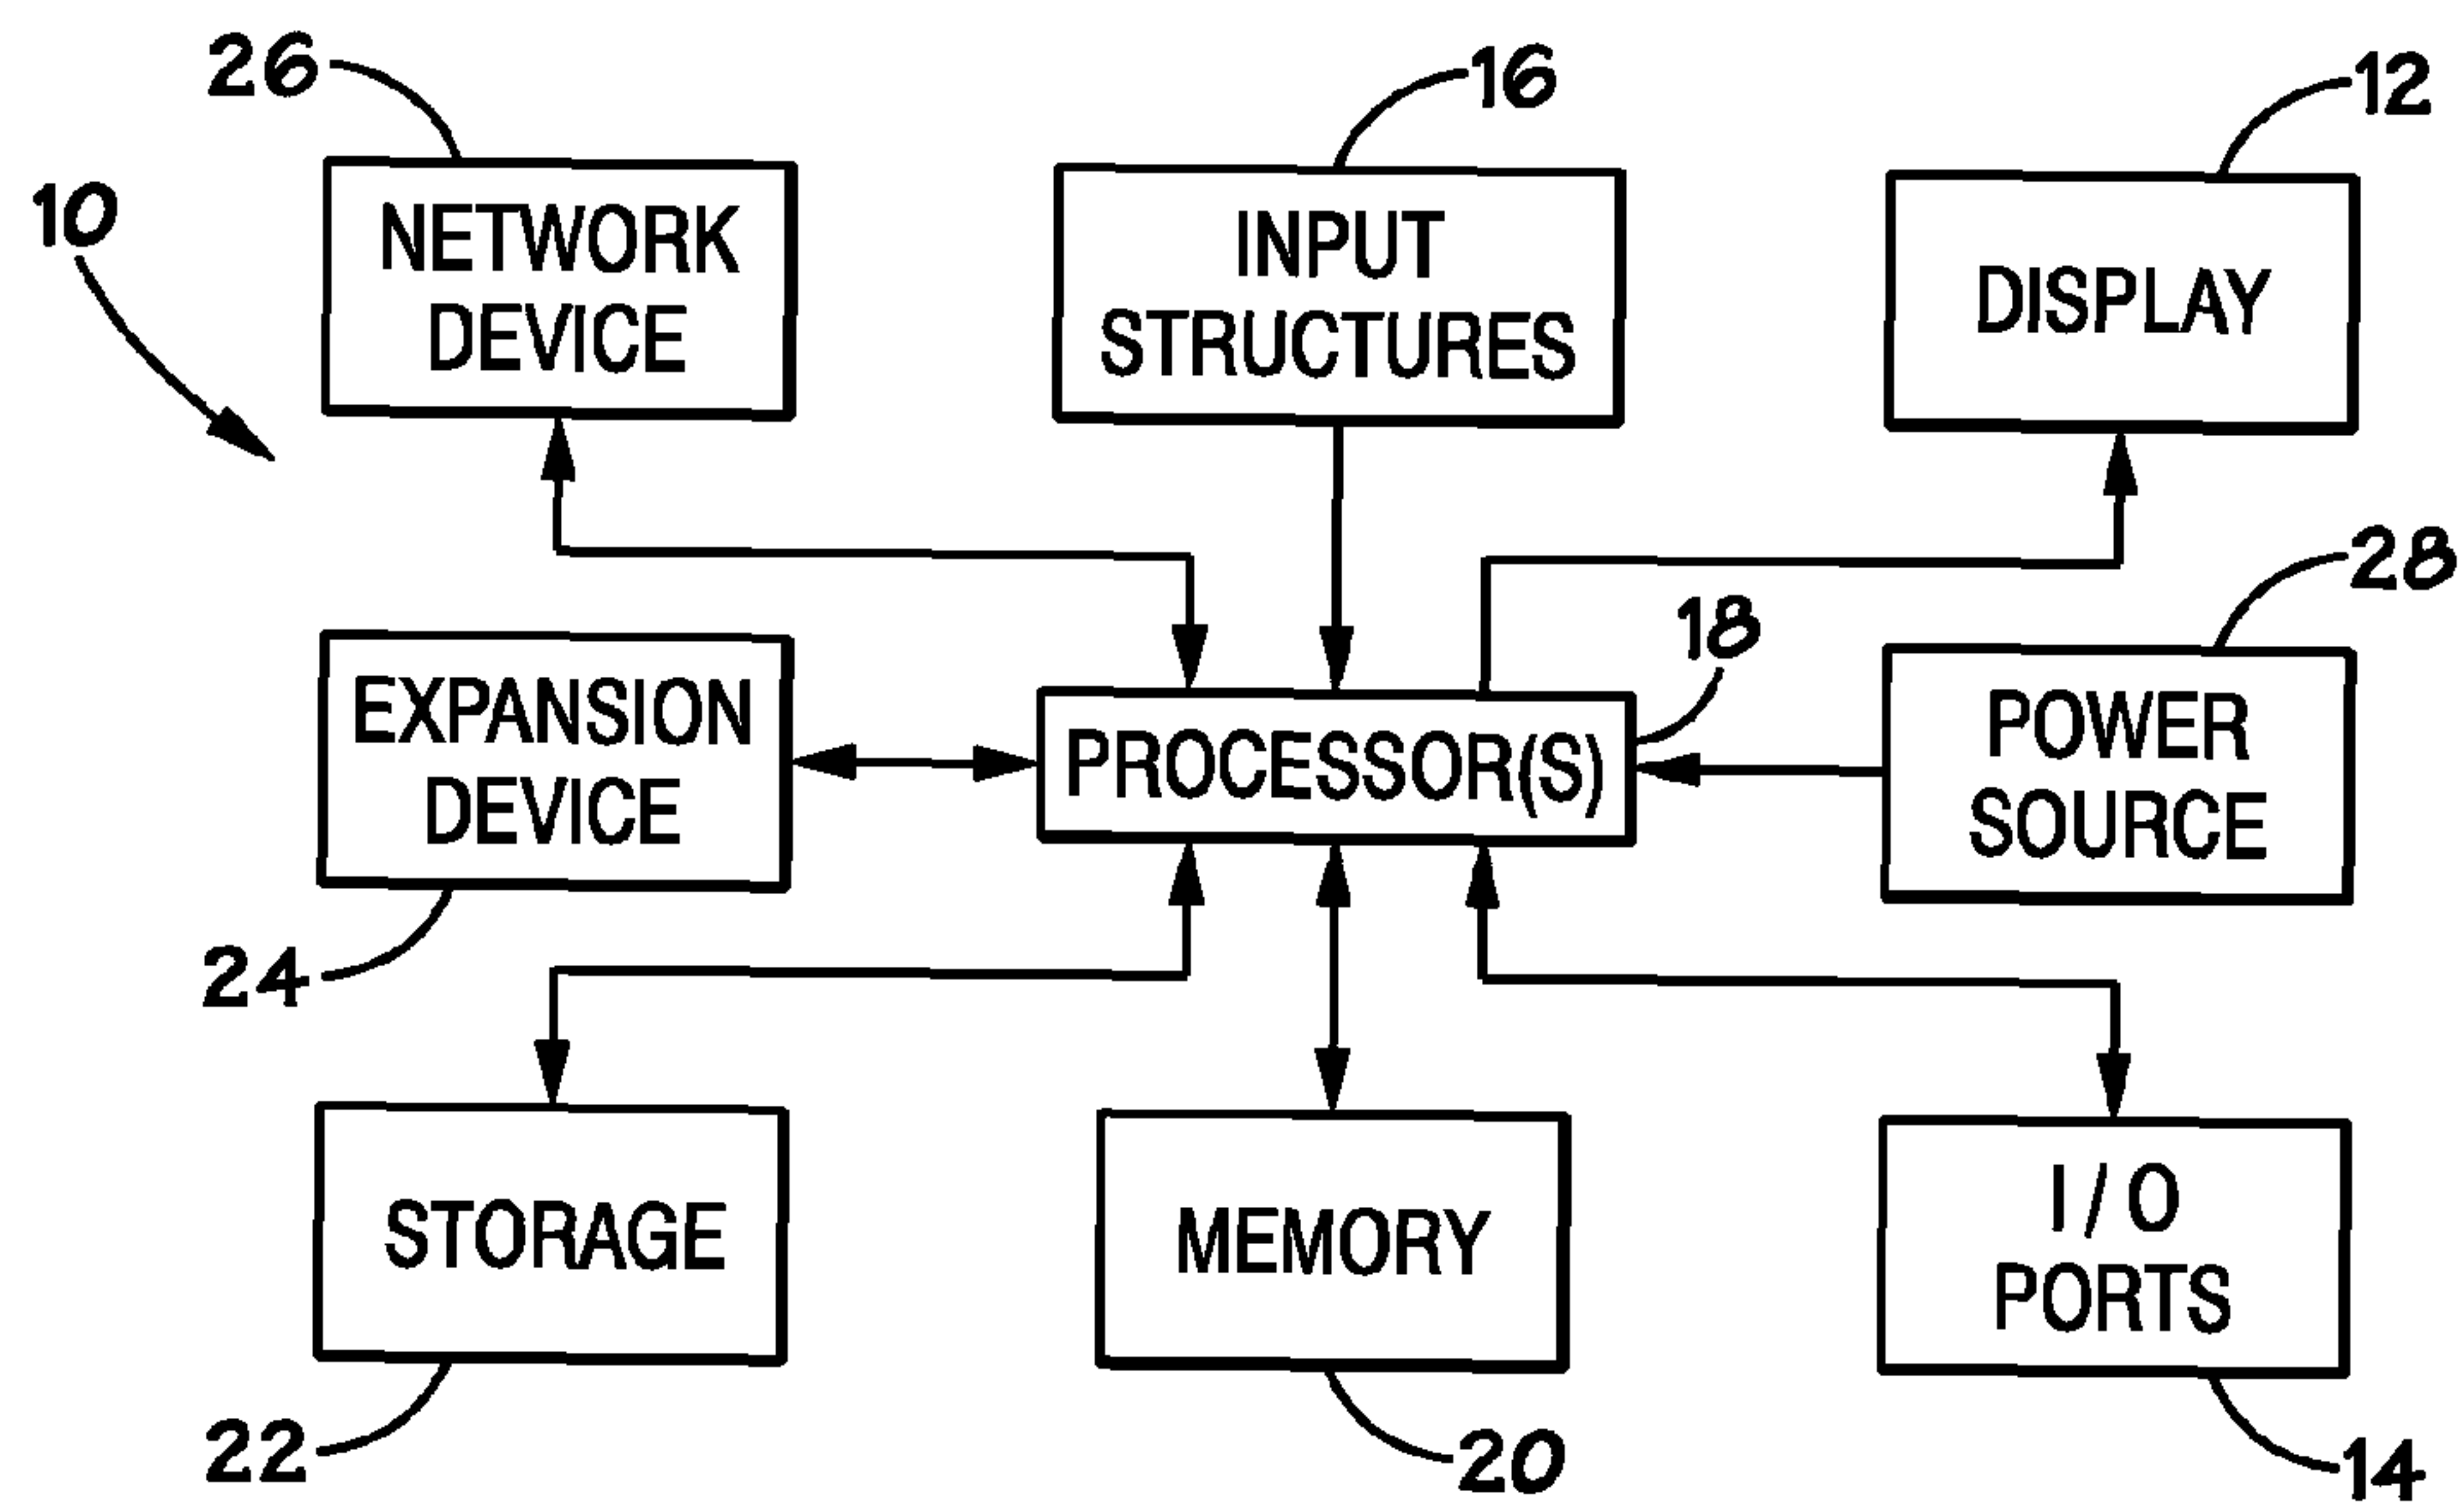 26
16
12
10
NETWORK
DEVICE
INPUT
STRUCTURES
DISPLAY
28
18
EXPANSION
DEVICE
PROCESSOR(S)
POWER
SOURCE
24
STORAGE
MEMORY
I/O
PORTS
22
20
14